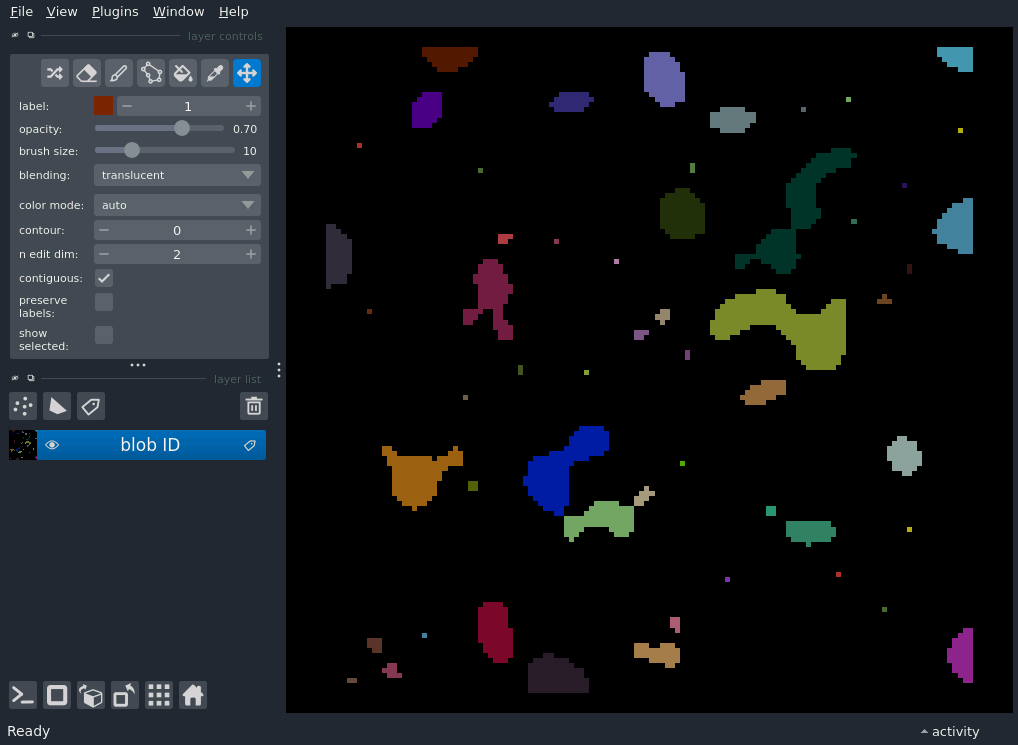 File View Plugins Window Help
layer controls
label: 1
opacity: 0.70
brush size: 10
blending: translucent
color mode: auto
contour: 0
n edit dim: 2
contiguous:
preserve
labels:
show
selected:
layer list
blob ID
Ready
activity